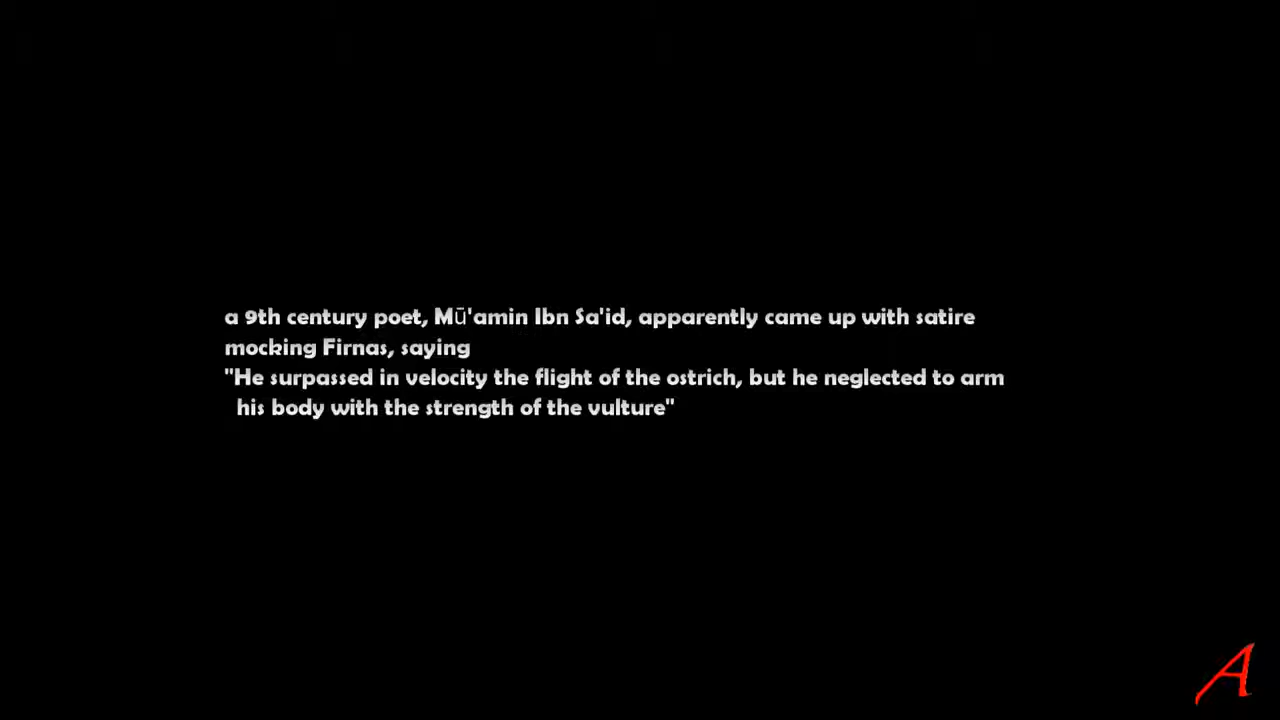 a 9th century poet, Mū'amin Ibn Sa'id, apparently came up with satire
mocking Firnas, saying
"He surpassed in velocity the flight of the ostrich, but he neglected to arm
his body with the strength of the vulture"
A